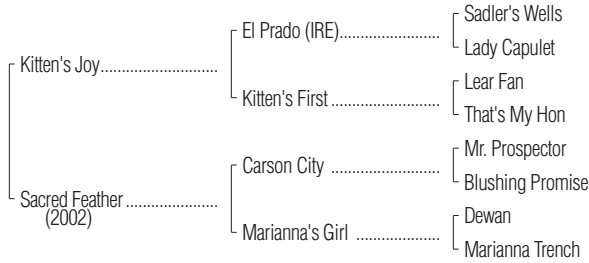 Sadler's Wells
El Prado (IRE)........................
Lady Capulet
Kitten's Joy............................
Lear Fan
Kitten's First ..........................
That's My Hon
Mr. Prospector
Carson City ..........................
Blushing Promise
Sacred Feather ......................
(2002)
Dewan
Marianna's Girl ....................
Marianna Trench